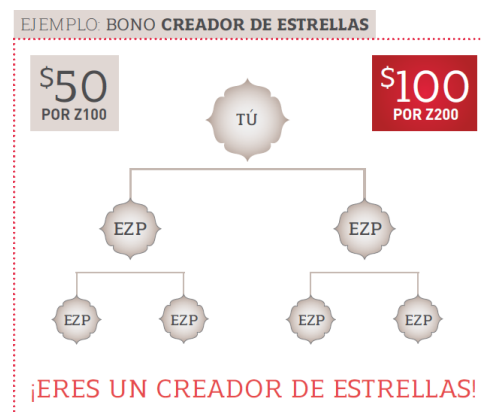 EJEMPLO: BONO CREADOR DE ESTRELLAS
$50
POR Z100
$100
POR Z200
TÚ
EZP
EZP
EZP
EZP
EZP
EZP
¡ERES UN CREADOR DE ESTRELLAS!